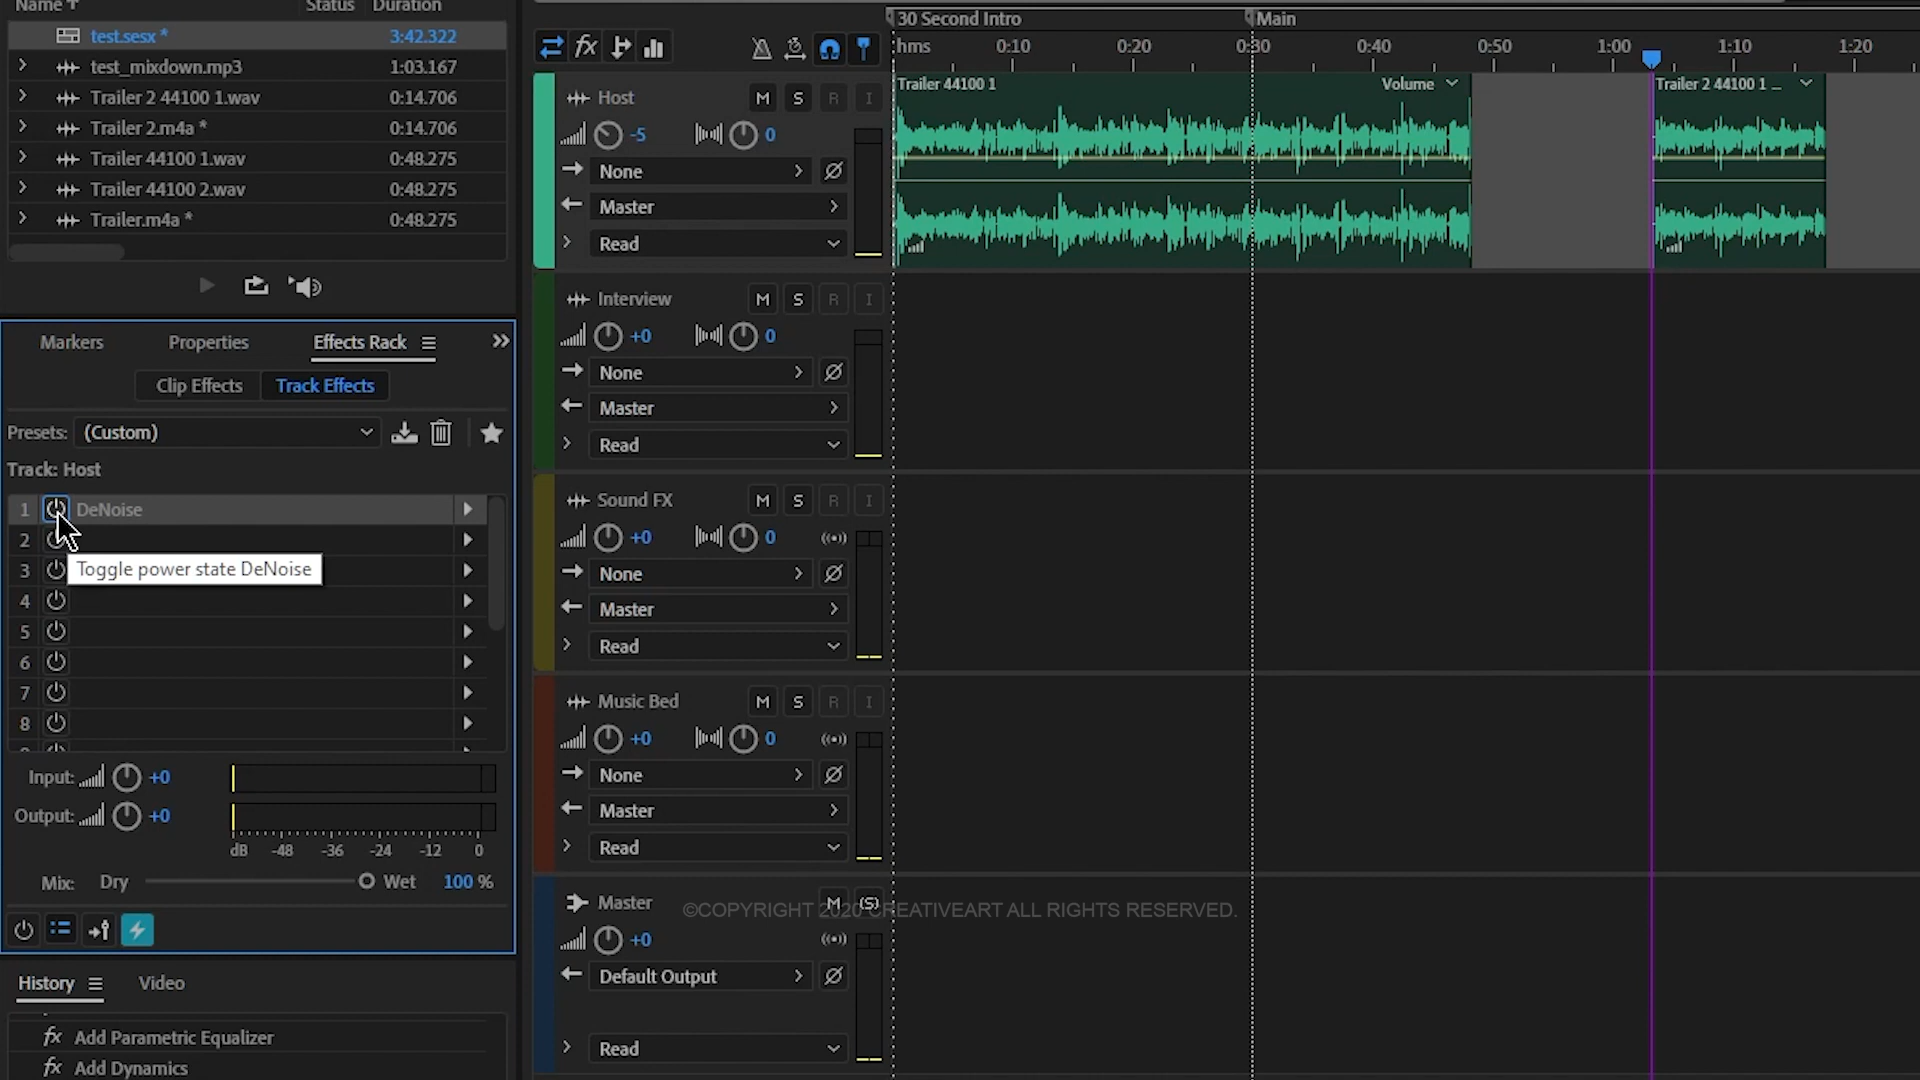 Name Status Duration
test.sesx * 3:42.322
test_mixdown.mp3 1:03.167
Trailer 2 44100 1.wav 0:14.706
Trailer 2.m4a * 0:14.706
Trailer 44100 1.wav 0:48.275
Trailer 44100 2.wav 0:48.275
Trailer.m4a * 0:48.275
Markers Properties Effects Rack
Clip Effects Track Effects
Presets: (Custom)
Track: Host
1 DeNoise
2
Toggle power state DeNoise
3
4
5
6
7
8
Input: +0
Output: +0
dB -48 -36 -24 -12 0
Mix: Dry Wet 100 %
History Video
fx Add Parametric Equalizer
fx Add Dynamics
30 Second Intro Main
fx
hms 0:10 0:20 0:30 0:40 0:50 1:00 1:10 1:20
Trailer 44100 1 Volume Trailer 2 44100 1 ...
Host M S R I
-5 0
None
Master
Read
Interview M S R I
+0 0
None
Master
Read
Sound FX M S R I
+0 0
None
Master
Read
Music Bed M S R I
+0 0
None
Master
Read
Master M (S)
©COPYRIGHT 2020 CREATIVEART ALL RIGHTS RESERVED.
+0
Default Output
Read